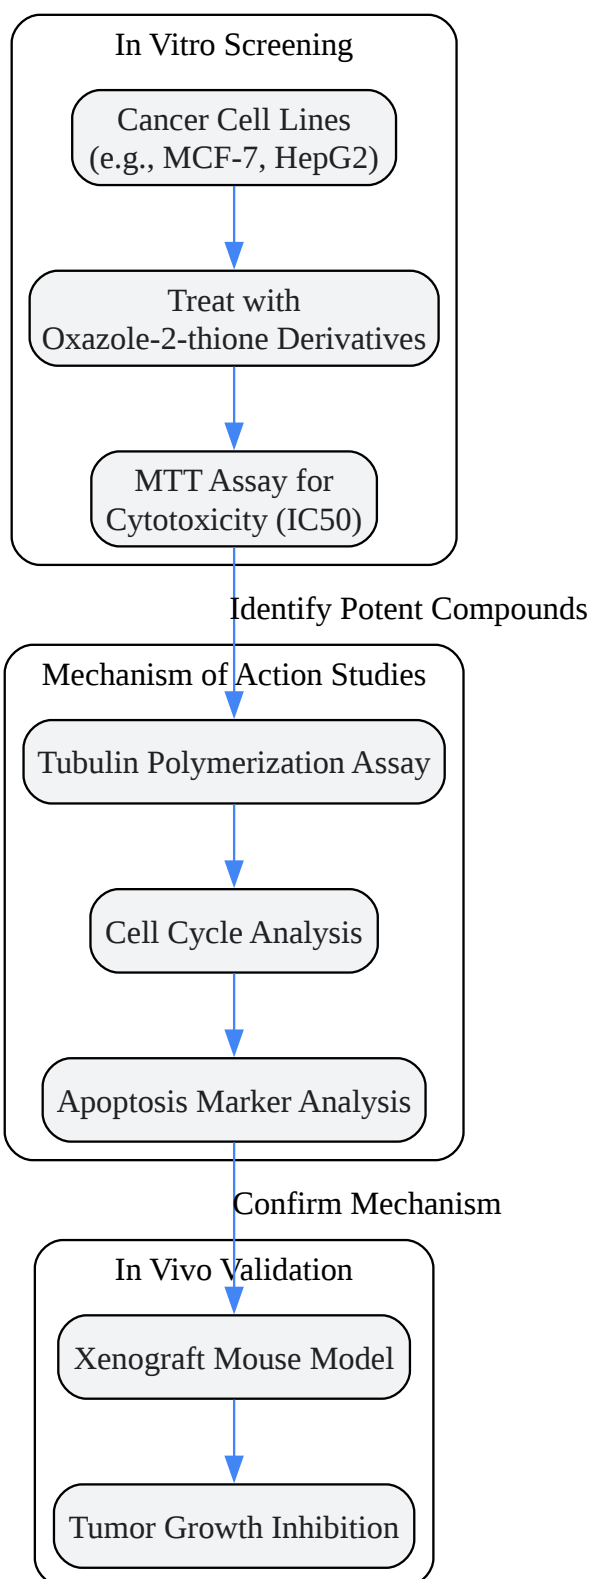 In Vitro Screening
Cancer Cell Lines
(e.g., MCF-7, HepG2)
Treat with
Oxazole-2-thione Derivatives
MTT Assay for
Cytotoxicity (IC50)
Identify Potent Compounds
Mechanism of Action Studies
Tubulin Polymerization Assay
Cell Cycle Analysis
Apoptosis Marker Analysis
Confirm Mechanism
In Vivo Validation
Xenograft Mouse Model
Tumor Growth Inhibition